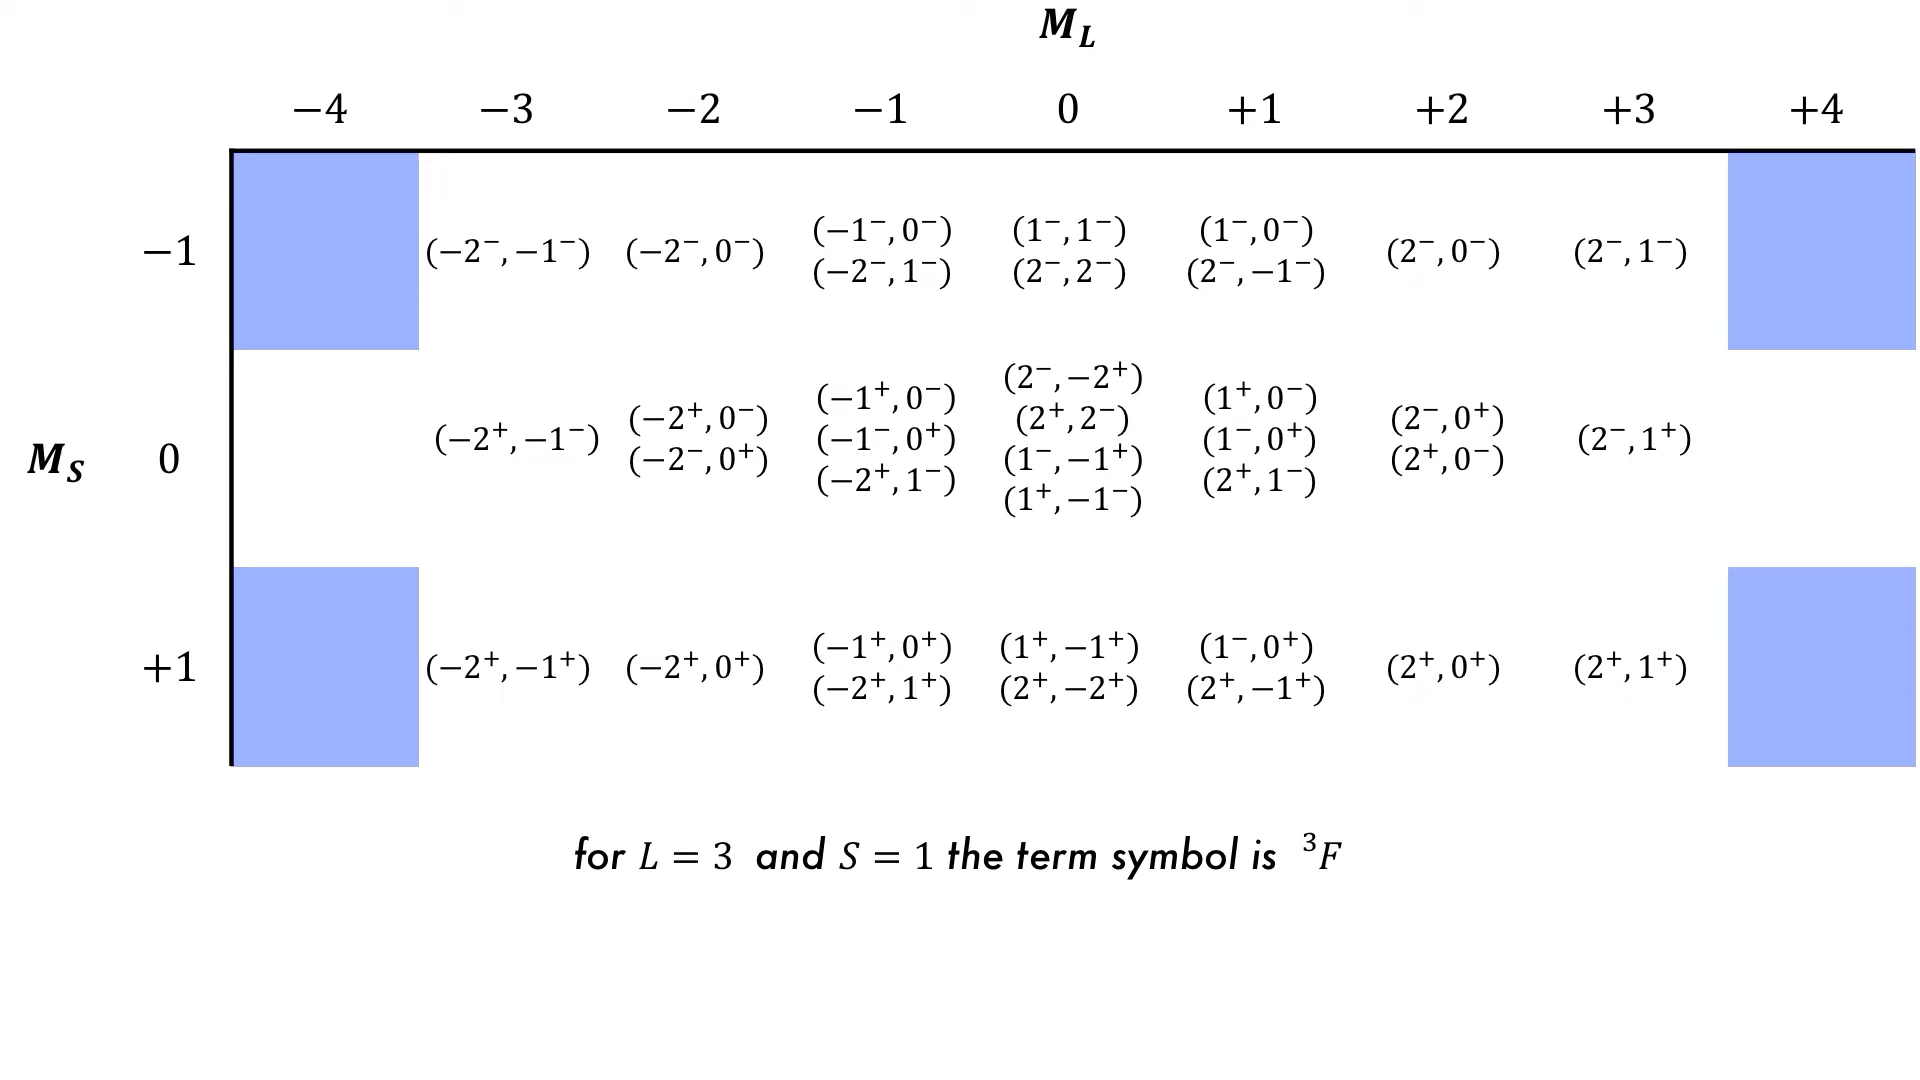 M_L
−4 −3 −2 −1 0 +1 +2 +3 +4
−1 (−2⁻, −1⁻) (−2⁻, 0⁻) (−1⁻, 0⁻) (1⁻, 1⁻) (1⁻, 0⁻) (2⁻, 0⁻) (2⁻, 1⁻)
(−2⁻, 1⁻) (2⁻, 2⁻) (2⁻, −1⁻)
(2⁻, −2⁺)
(−1⁺, 0⁻) (1⁺, 0⁻)
(−2⁺, 0⁻) (2⁺, 2⁻) (2⁻, 0⁺)
(−2⁺, −1⁻) (−1⁻, 0⁺) (1⁻, 0⁺) (2⁻, 1⁺)
M_S 0 (−2⁻, 0⁺) (1⁻, −1⁺) (2⁺, 0⁻)
(−2⁺, 1⁻) (2⁺, 1⁻)
(1⁺, −1⁻)
+1 (−2⁺, −1⁺) (−2⁺, 0⁺) (−1⁺, 0⁺) (1⁺, −1⁺) (1⁻, 0⁺) (2⁺, 0⁺) (2⁺, 1⁺)
(−2⁺, 1⁺) (2⁺, −2⁺) (2⁺, −1⁺)
for L = 3 and S = 1 the term symbol is ³F